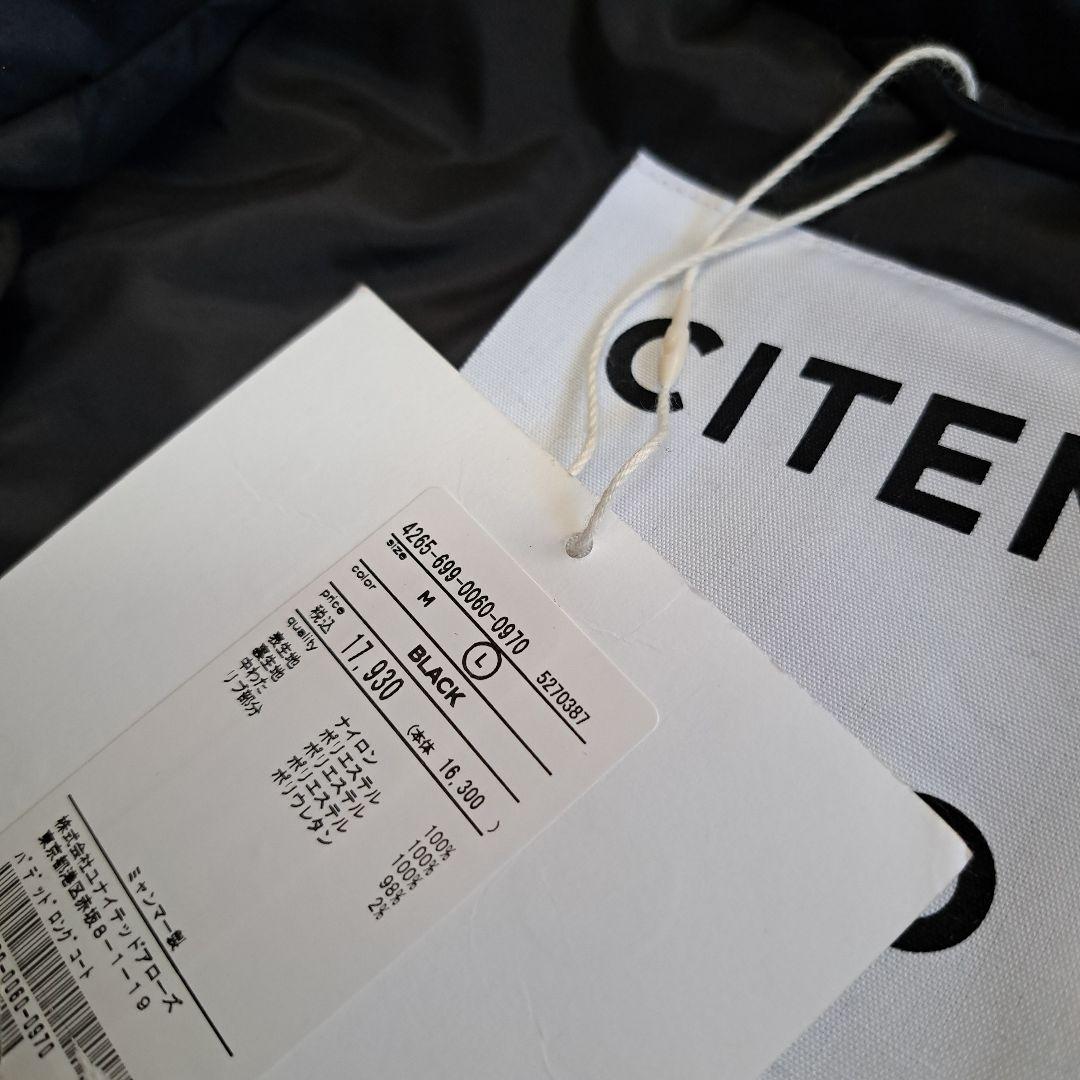 CITEN
4265-699-0060-0970 5270387
size M Ⓛ
color BLACK
price 税込 17,930 (本体 16,300)
quality
表生地 ナイロン 100%
裏生地 ポリエステル 100%
中わた ポリエステル 100%
リブ部分 ポリエステル 98%
ポリウレタン 2%
ミャンマー製
株式会社ユナイテッドアローズ
東京都港区赤坂8-1-19
パデッドロングコート
0-0060-0970